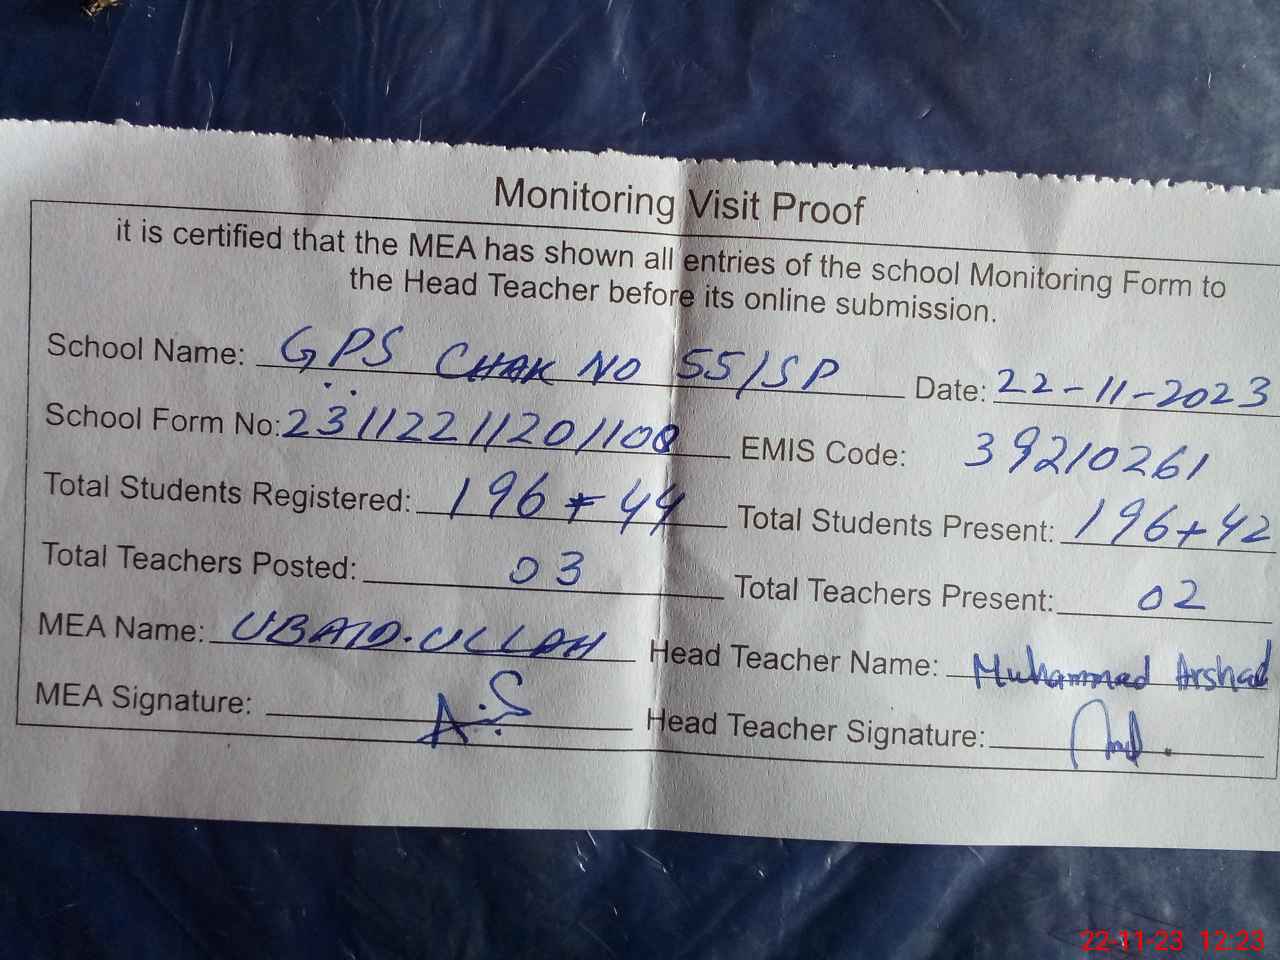 Monitoring Visit Proof
it is certified that the MEA has shown all entries of the school Monitoring Form to
the Head Teacher before its online submission.
School Name: GPS CHAK NO 55/SP Date: 22-11-2023
School Form No: 23112211201108 EMIS Code: 39210261
Total Students Registered: 196+44 Total Students Present: 196+42
Total Teachers Posted: 03 Total Teachers Present: 02
MEA Name: UBAID.ULLAH Head Teacher Name: Muhammad Arshad
MEA Signature: Head Teacher Signature:
22-11-23 12:23